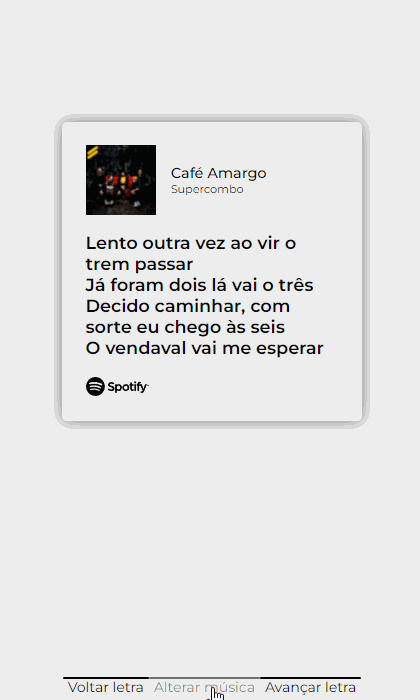 Café Amargo
Supercombo
Lento outra vez ao vir o
trem passar
Já foram dois lá vai o três
Decido caminhar, com
sorte eu chego às seis
O vendaval vai me esperar
Spotify
Voltar letra Alterar música Avançar letra